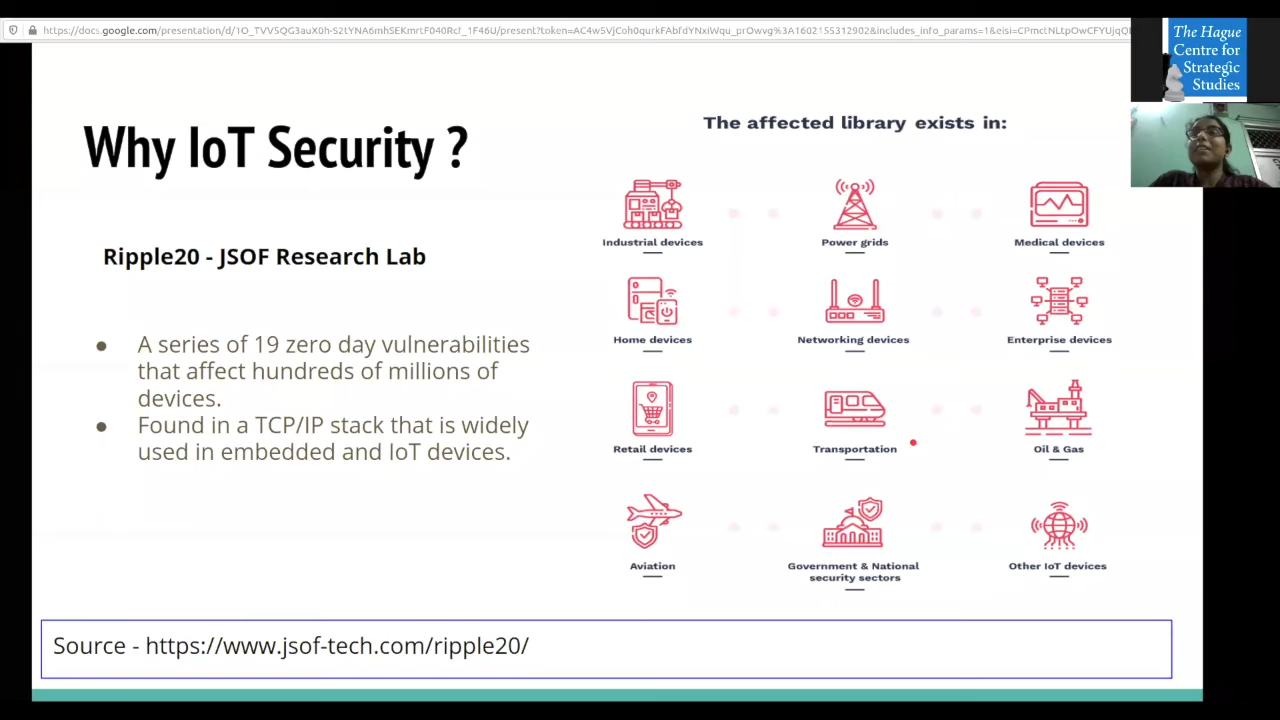 https://docs.google.com/presentation/d/1O_TVV5QG3auX0h-S2tYNA6mhSEKmrtF040Rcf_1F46U/present?token=AC4w5VjCoh0qurkFAbfdYNxiWqu_prOwvg%3A1602155312902&includes_info_params=1&eisi=CPmctNLtpOwCFYUjqQ
The Hague
Centre for
Strategic
Studies
Why IoT Security ?
Ripple20 - JSOF Research Lab
● A series of 19 zero day vulnerabilities
that affect hundreds of millions of
devices.
● Found in a TCP/IP stack that is widely
used in embedded and IoT devices.
The affected library exists in:
Industrial devices
Power grids
Medical devices
Home devices
Networking devices
Enterprise devices
Retail devices
Transportation
Oil & Gas
Aviation
Government & National
security sectors
Other IoT devices
Source - https://www.jsof-tech.com/ripple20/